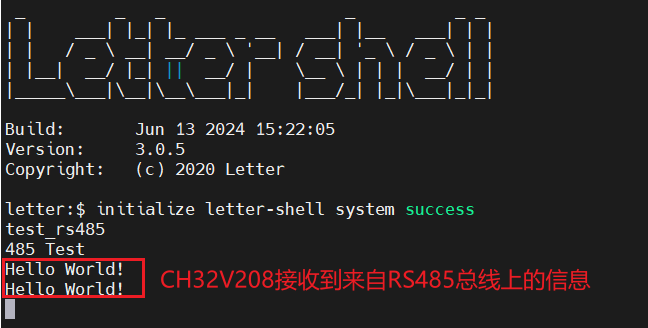 Letter shell
Build: Jun 13 2024 15:22:05
Version: 3.0.5
Copyright: (c) 2020 Letter
letter:$ initialize letter-shell system success
test_rs485
485 Test
Hello World!
Hello World!
CH32V208接收到来自RS485总线上的信息